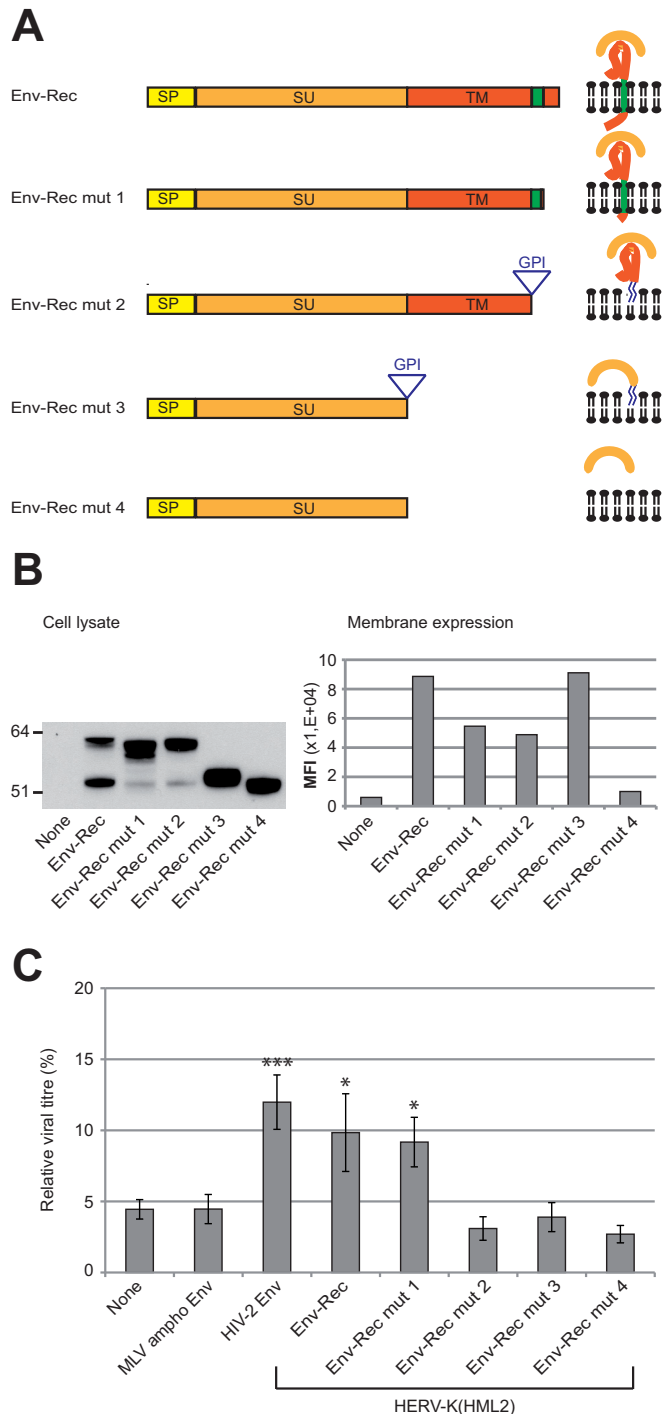 A
Env-Rec
SP SU TM
Env-Rec mut 1
SP SU TM
GPI
Env-Rec mut 2
SP SU TM
GPI
Env-Rec mut 3
SP SU
Env-Rec mut 4
SP SU
B
Cell lysate
64
51
None
Env-Rec
Env-Rec mut 1
Env-Rec mut 2
Env-Rec mut 3
Env-Rec mut 4
Membrane expression
MFI (x1,E+04)
10
8
6
4
2
0
None
Env-Rec
Env-Rec mut 1
Env-Rec mut 2
Env-Rec mut 3
Env-Rec mut 4
C
Relative viral titre (%)
20
15
10
5
0
***
*
*
None
MLV ampho Env
HIV-2 Env
Env-Rec
Env-Rec mut 1
Env-Rec mut 2
Env-Rec mut 3
Env-Rec mut 4
HERV-K(HML2)